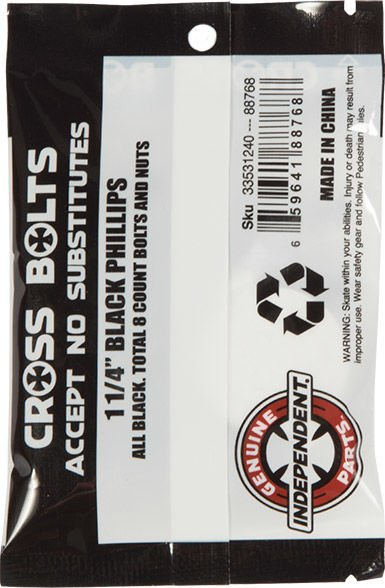 CROSS BOLTS
ACCEPT NO SUBSTITUTES
1 1/4" BLACK PHILLIPS
ALL BLACK. TOTAL 8 COUNT BOLTS AND NUTS
Sku 33531240 --- 88768
6 59641 88768
MADE IN CHINA
WARNING: Skate within your abilities. Injury or death may result from
improper use. Wear safety gear and follow Pedestrian
GENUINE
INDEPENDENT.
PARTS